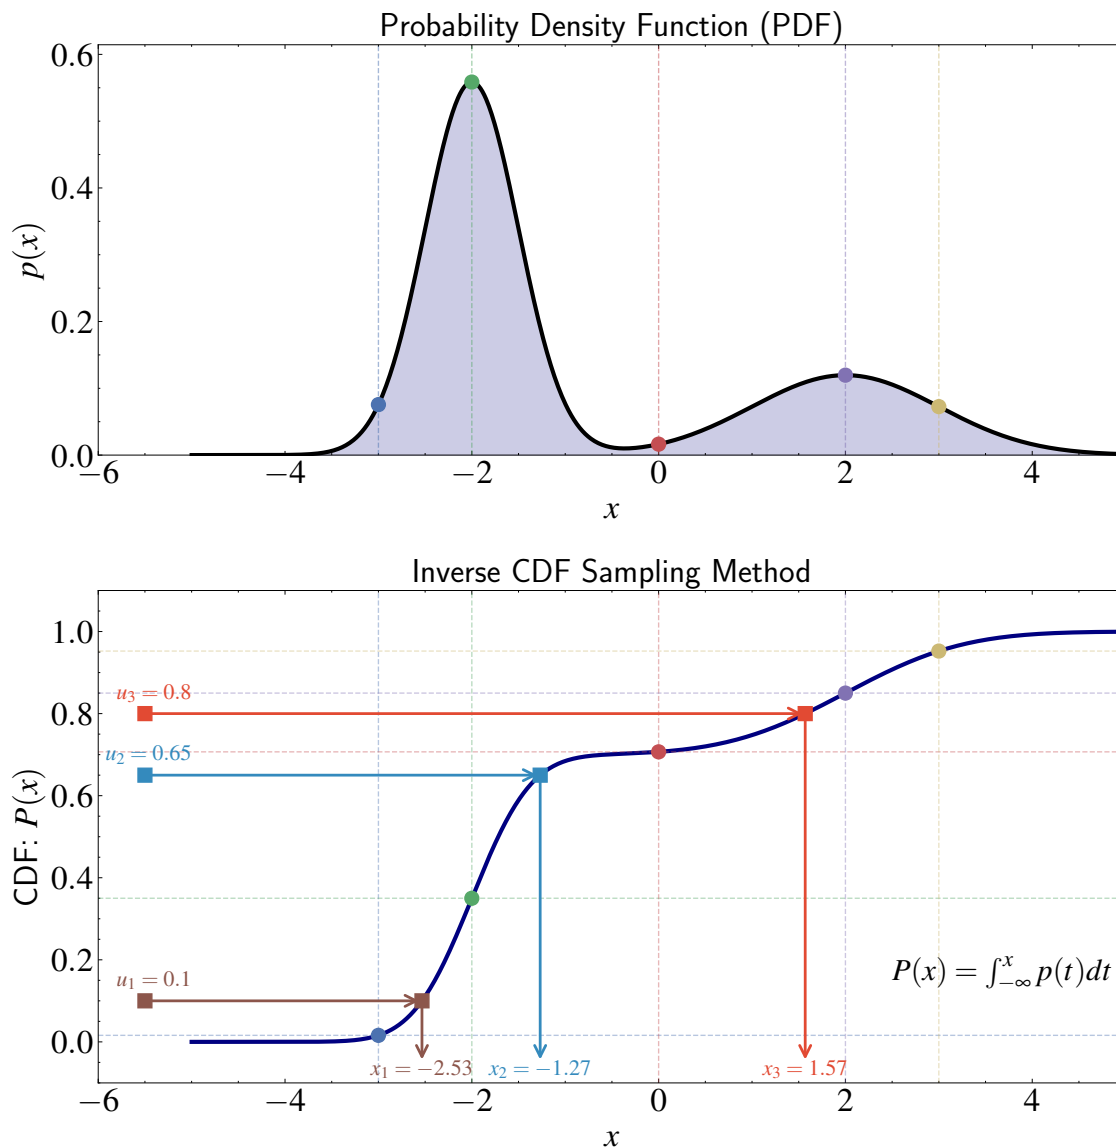 Probability Density Function (PDF)
0.6
0.4
0.2
0.0
p(x)
−6 −4 −2 0 2 4
x
Inverse CDF Sampling Method
1.0
0.8
0.6
0.4
0.2
0.0
CDF: P(x)
u₃ = 0.8
u₂ = 0.65
u₁ = 0.1
P(x) = ∫₋∞ˣ p(t)dt
x₁ = −2.53 x₂ = −1.27 x₃ = 1.57
−6 −4 −2 0 2 4
x